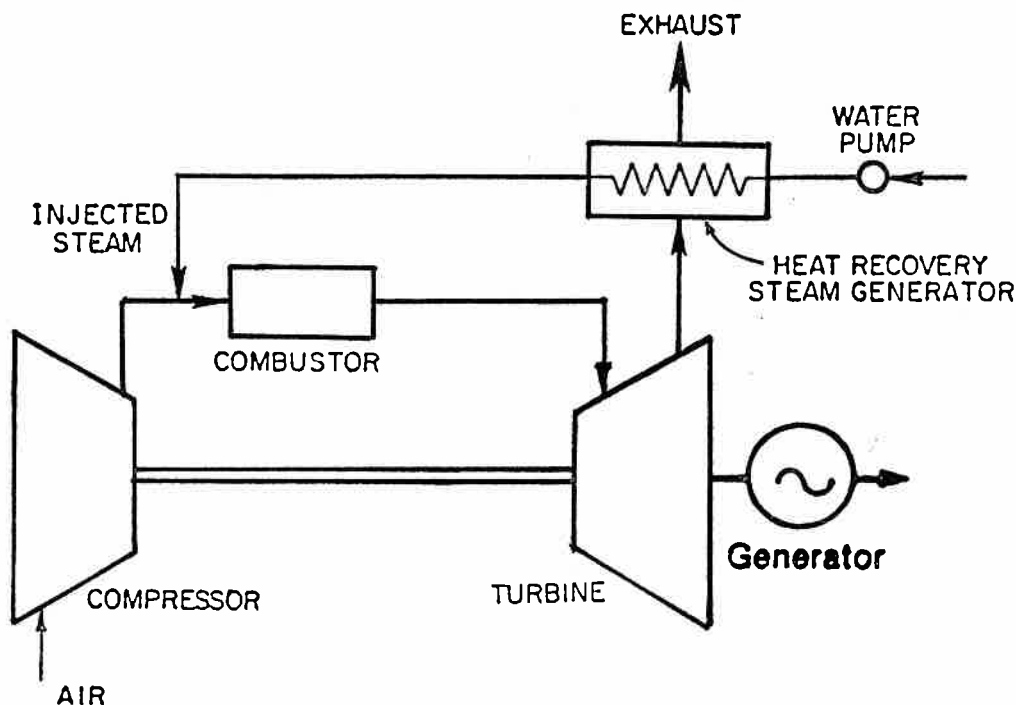 EXHAUST
WATER
PUMP
INJECTED
STEAM
HEAT RECOVERY
STEAM GENERATOR
COMBUSTOR
Generator
COMPRESSOR
TURBINE
AIR